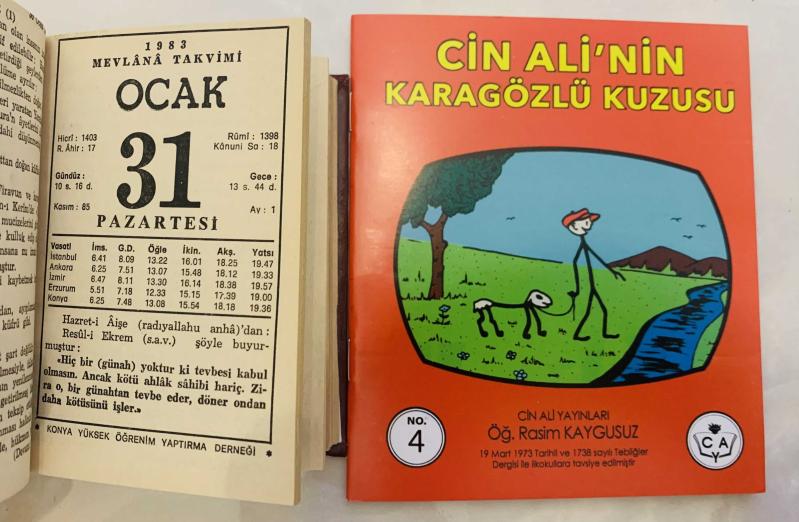 1983
MEVLÂNÂ TAKVİMİ
OCAK
Hicrî : 1403
R. Âhir : 17
Rûmî : 1398
Kânuni Sa : 18
31
Gündüz :
10 s. 16 d.
Gece :
13 s. 44 d.
Kasım : 85
Ay : 1
PAZARTESİ
Vasati İms. G.D. Öğle İkin. Akş. Yatsı
İstanbul 6.41 8.09 13.22 16.01 18.25 19.47
Ankara 6.25 7.51 13.07 15.48 18.12 19.33
İzmir 6.47 8.11 13.30 16.14 18.38 19.57
Erzurum 5.51 7.18 12.33 15.15 17.39 19.00
Konya 6.25 7.48 13.08 15.54 18.18 19.36
Hazret-i Âişe (radıyallahu anhâ)'dan :
Resûl-i Ekrem (s.a.v.) şöyle buyur-
muştur :
«Hiç bir (günah) yoktur ki tevbesi kabul
olmasın. Ancak kötü ahlâk sâhibi hariç. Zi-
ra o, bir günahtan tevbe eder, döner ondan
daha kötüsünü işler.»
* KONYA YÜKSEK ÖĞRENİM YAPTIRMA DERNEĞİ *
CİN ALİ'NİN
KARAGÖZLÜ KUZUSU
NO.
4
CİN ALİ YAYINLARI
Öğ. Rasim KAYGUSUZ
19 Mart 1973 Tarihli ve 1738 sayılı Tebliğler
Dergisi ile ilkokullara tavsiye edilmiştir
C A
Y